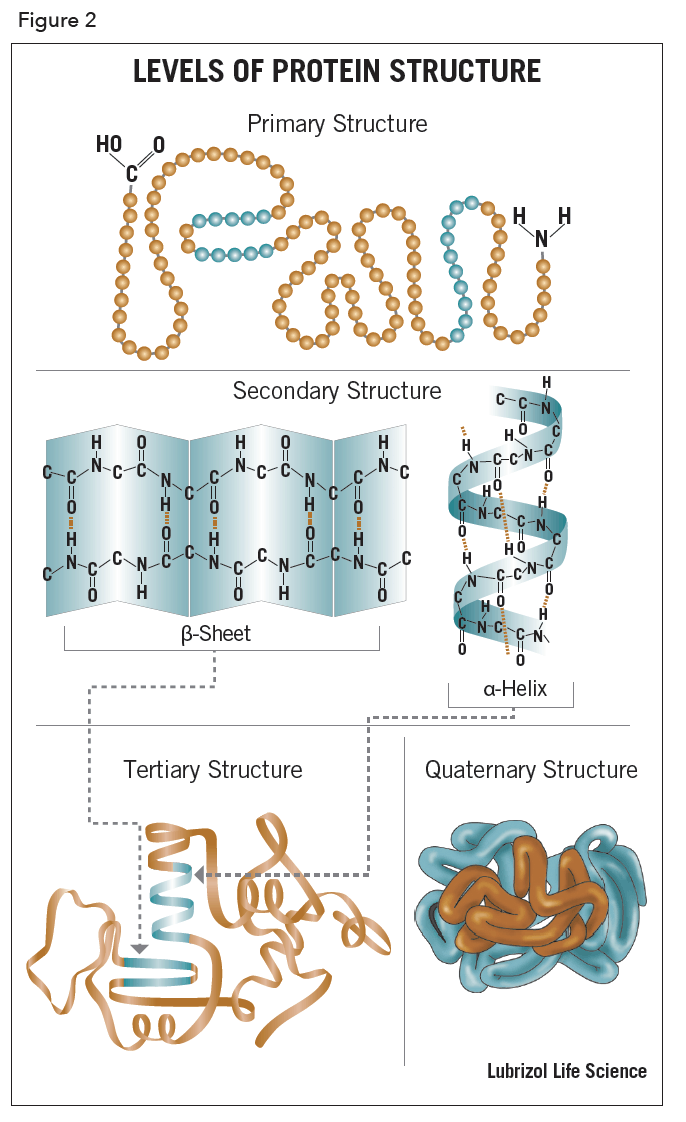 Figure 2
LEVELS OF PROTEIN STRUCTURE
Primary Structure
HO O
C
H H
N
Secondary Structure
H O H O H
C N C C N C C N C C N C C N C
O H O H O
H O H O H
C N C C N C C N C C N C C N C C
O H O H O
β-Sheet
H
C C N
O H C
H N C C N C
O O
C H N C C N H
O O C
H H N
N C C C
C O O
H N C C N H
O O
α-Helix
Tertiary Structure
Quaternary Structure
Lubrizol Life Science